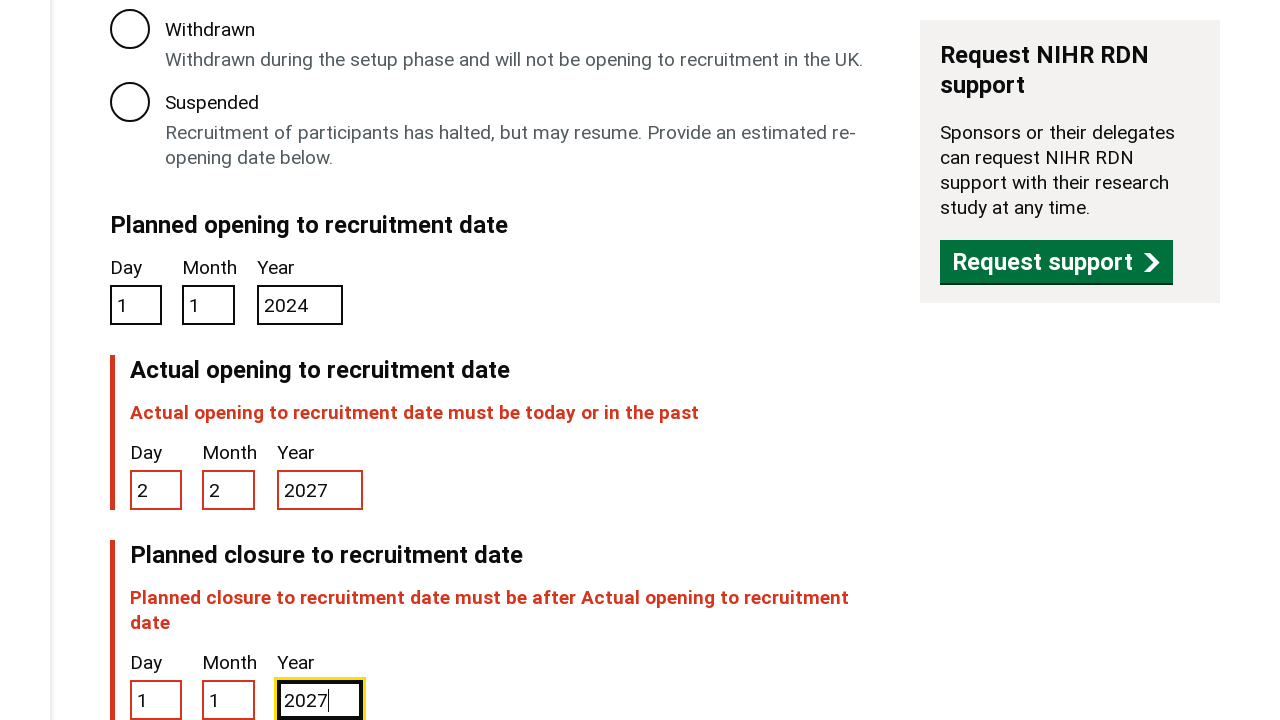 Withdrawn
Withdrawn during the setup phase and will not be opening to recruitment in the UK.
Suspended
Recruitment of participants has halted, but may resume. Provide an estimated re-
opening date below.
Planned opening to recruitment date
Day Month Year
1 1 2024
Actual opening to recruitment date
Actual opening to recruitment date must be today or in the past
Day Month Year
2 2 2027
Planned closure to recruitment date
Planned closure to recruitment date must be after Actual opening to recruitment
date
Day Month Year
1 1 2027
Request NIHR RDN
support
Sponsors or their delegates
can request NIHR RDN
support with their research
study at any time.
Request support